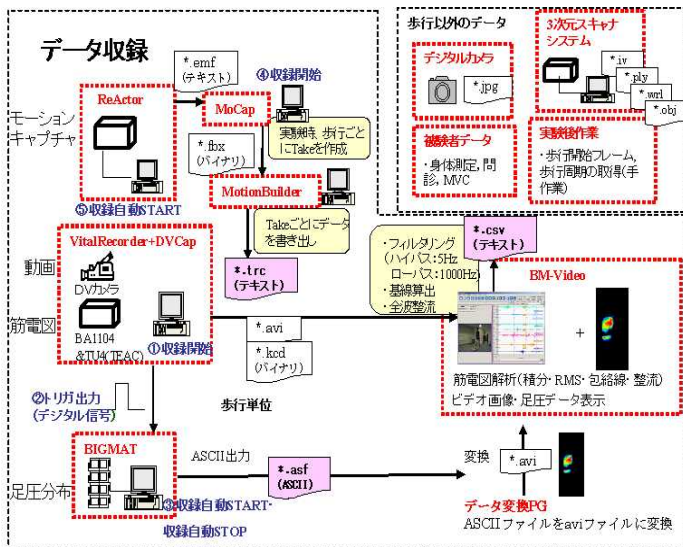 データ収録
*.emf
(テキスト)
④収録開始
ReActor
MoCap
モーション
キャプチャ
実験時、歩行ごと
にTakeを作成
*.fbx
(バイナリ)
MotionBuilder
⑤収録自動START
Takeごとにデータ
を書き出し
*.trc
(テキスト)
VitalRecorder+DVCap
動画
DVカメラ
筋電図
BA1104
&TU4(TEAC)
①収録開始
*.avi
*.kcd
(バイナリ)
・フィルタリング
(ハイパス:5Hz
ローパス:1000Hz)
・基線算出
・全波整流
*.csv
(テキスト)
BM-Video
+
筋電図解析(積分・RMS・包絡線・整流)
ビデオ画像・足圧データ表示
②トリガ出力
(デジタル信号)
歩行単位
BIGMAT
足圧分布
ASCII出力
*.asf
(ASCII)
変換
*.avi
③収録自動START・
収録自動STOP
データ変換PG
ASCIIファイルをaviファイルに変換
歩行以外のデータ
デジタルカメラ
*.jpg
3次元スキャナ
システム
*.iv
*.ply
*.wrl
*.obj
被験者データ
・身体測定, 問
診, MVC
実験後作業
・歩行開始フレーム,
歩行周期の取得(手
作業)